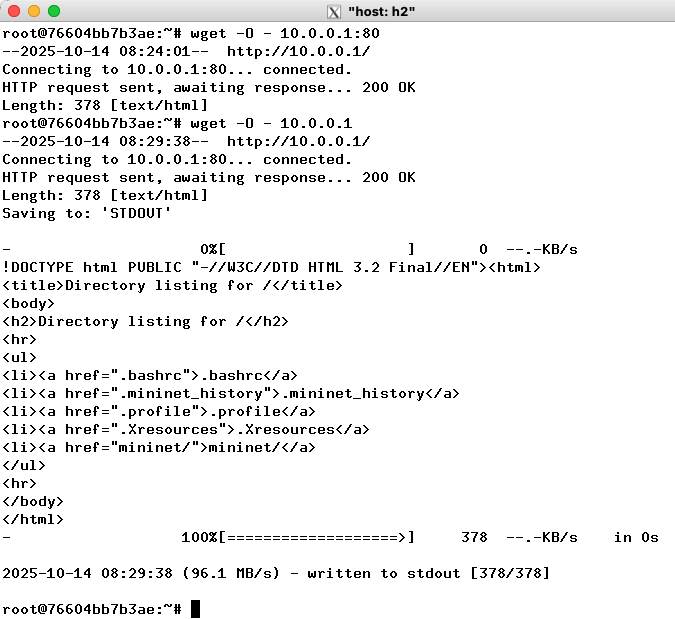 "host: h2"
root@76604bb7b3ae:~# wget -O - 10.0.0.1:80
--2025-10-14 08:24:01--  http://10.0.0.1/
Connecting to 10.0.0.1:80... connected.
HTTP request sent, awaiting response... 200 OK
Length: 378 [text/html]
root@76604bb7b3ae:~# wget -O - 10.0.0.1
--2025-10-14 08:29:38--  http://10.0.0.1/
Connecting to 10.0.0.1:80... connected.
HTTP request sent, awaiting response... 200 OK
Length: 378 [text/html]
Saving to: 'STDOUT'
-                     0%[                    ]       0  --.-KB/s
!DOCTYPE html PUBLIC "-//W3C//DTD HTML 3.2 Final//EN"><html>
<title>Directory listing for /</title>
<body>
<h2>Directory listing for /</h2>
<hr>
<ul>
<li><a href=".bashrc">.bashrc</a>
<li><a href=".mininet_history">.mininet_history</a>
<li><a href=".profile">.profile</a>
<li><a href=".Xresources">.Xresources</a>
<li><a href="mininet/">mininet/</a>
</ul>
<hr>
</body>
</html>
-                   100%[===================>]     378  --.-KB/s    in 0s
2025-10-14 08:29:38 (96.1 MB/s) - written to stdout [378/378]
root@76604bb7b3ae:~#